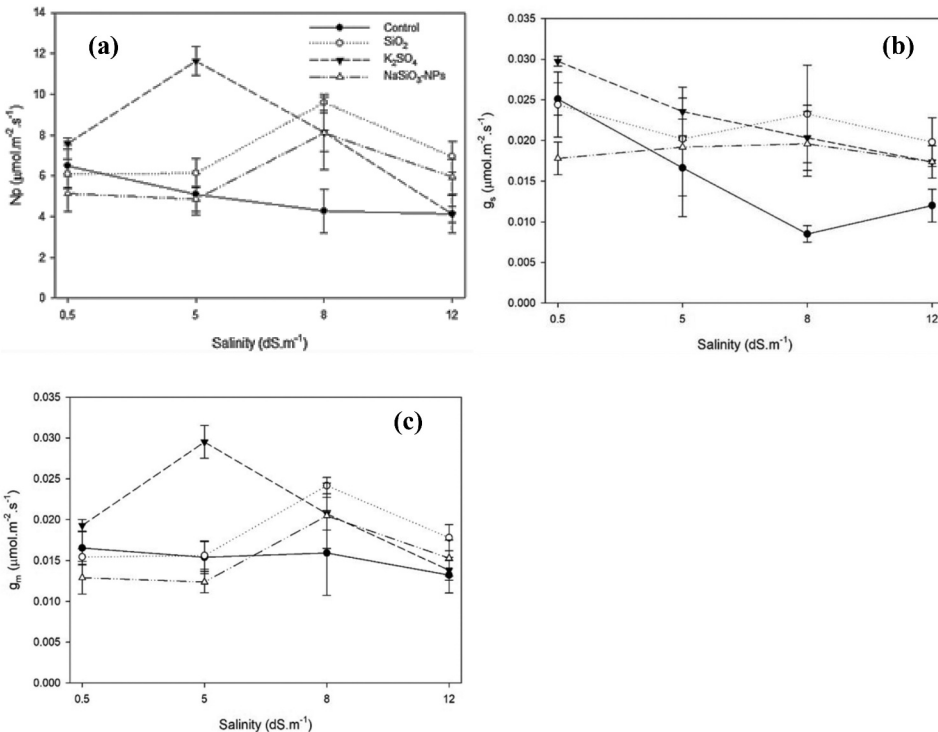 (a)
Control
SiO₂
K₂SO₄
NaSiO₃-NPs
14
12
10
8
6
4
2
0
Np (µmol.m⁻².s⁻¹)
0.5 5 8 12
Salinity (dS.m⁻¹)
(b)
0.035
0.030
0.025
0.020
0.015
0.010
0.005
0.000
gₛ (µmol.m⁻².s⁻¹)
0.5 5 8 12
Salinity (dS.m⁻¹)
(c)
0.035
0.030
0.025
0.020
0.015
0.010
0.005
0.000
gₘ (µmol.m⁻².s⁻¹)
0.5 5 8 12
Salinity (dS.m⁻¹)